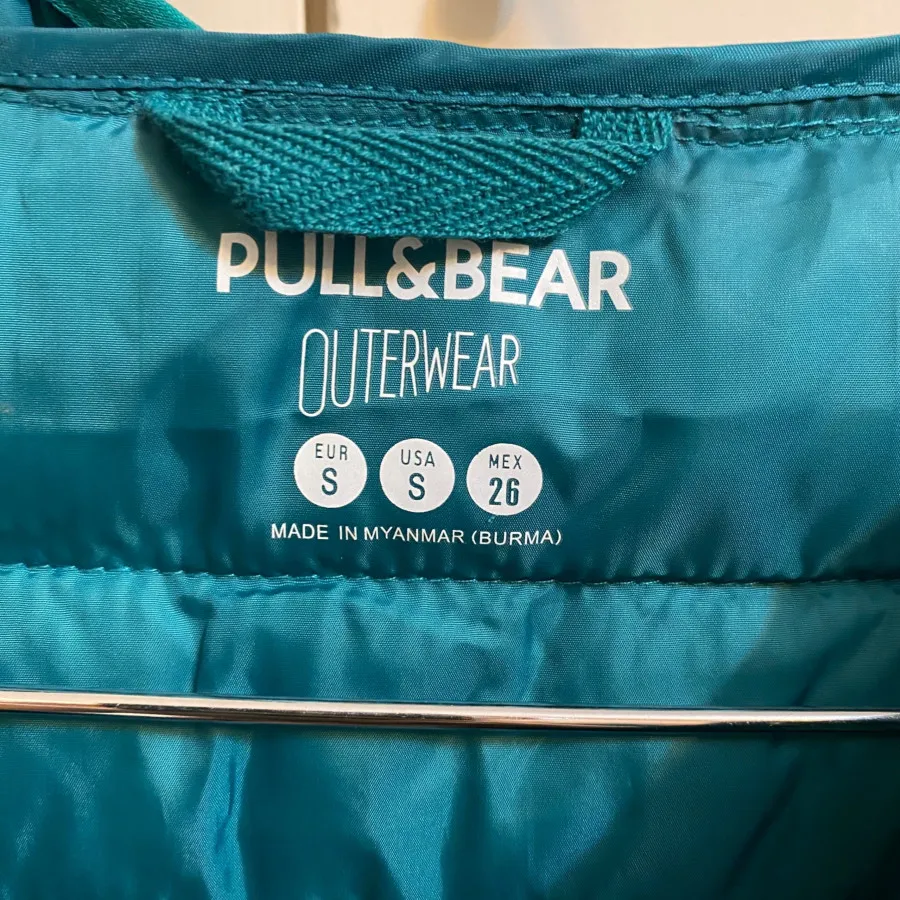 PULL&BEAR
OUTERWEAR
EUR S USA S MEX 26
MADE IN MYANMAR (BURMA)